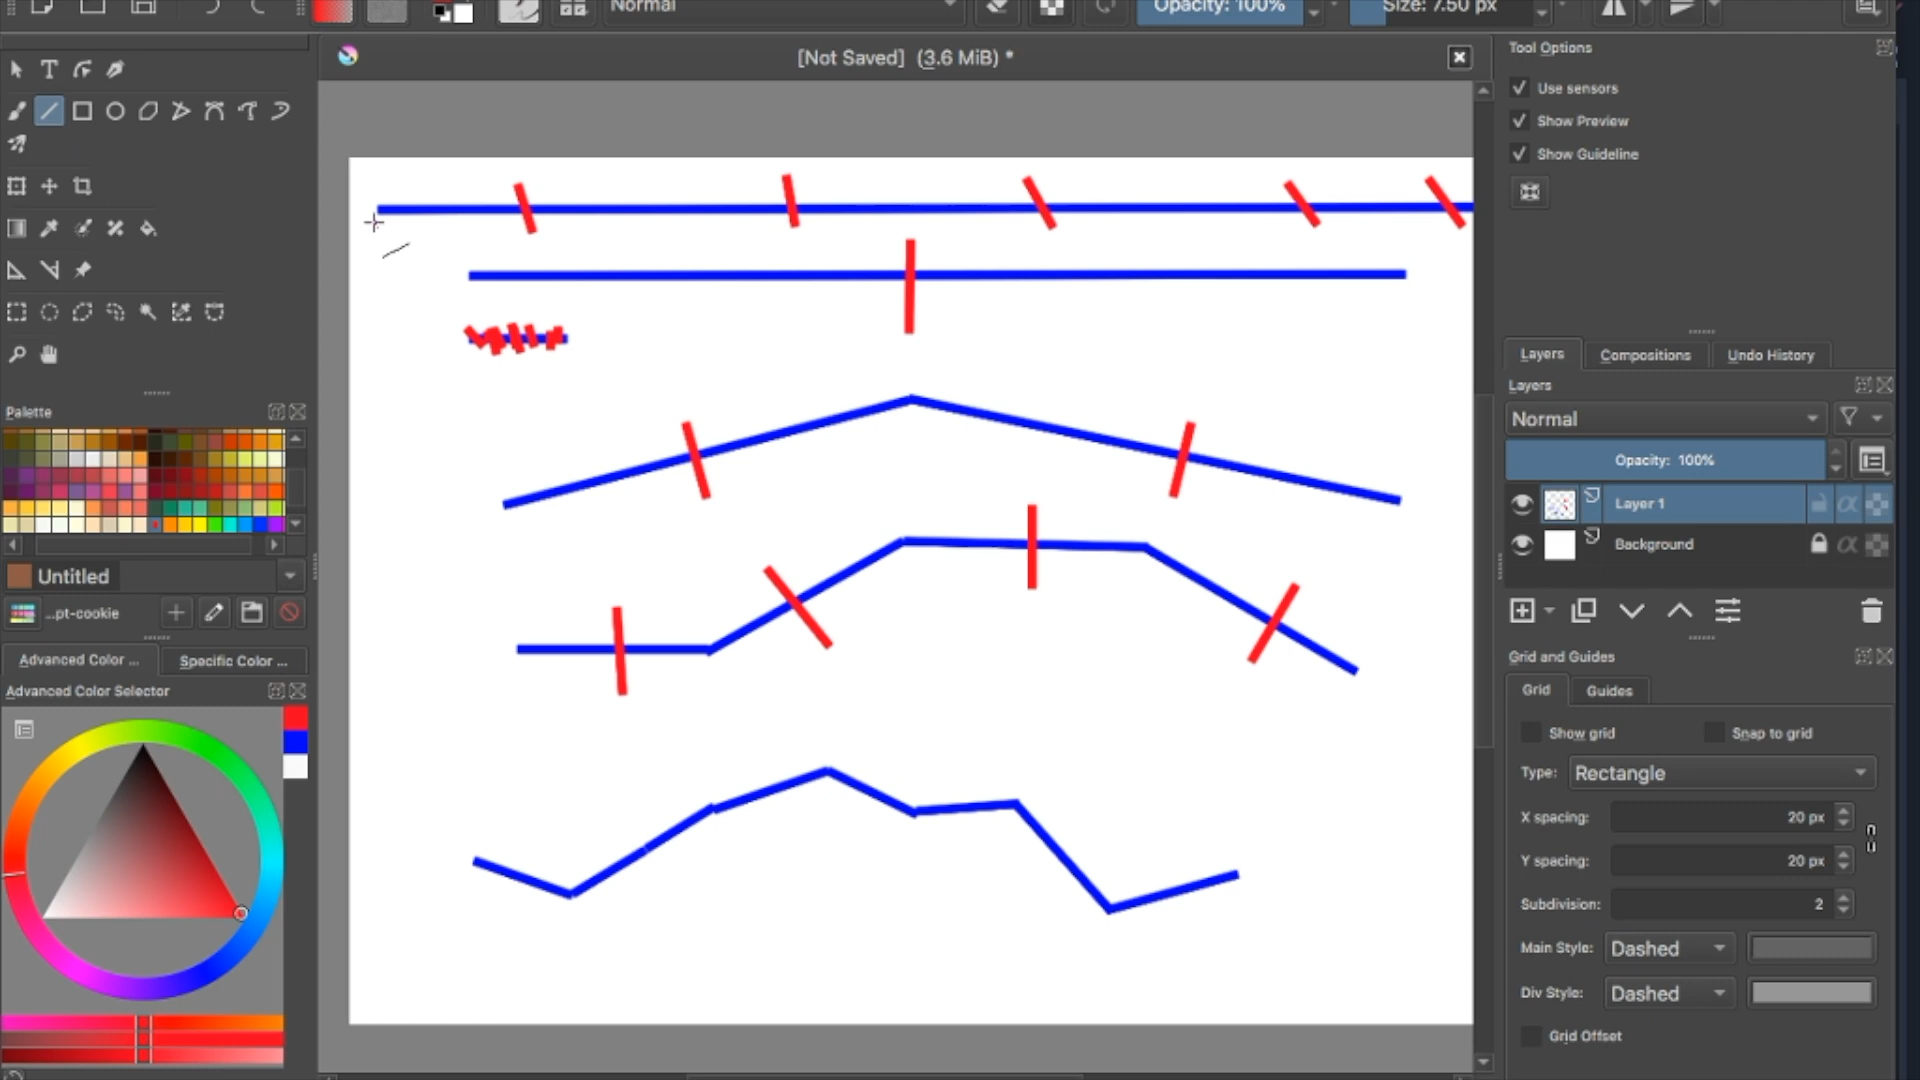 Normal
Opacity: 100%
Size: 7.50 px
[Not Saved] (3.6 MiB) *
Tool Options
Use sensors
Show Preview
Show Guideline
Layers
Compositions
Undo History
Layers
Normal
Opacity: 100%
Layer 1
Background
Palette
Untitled
...pt-cookie
Advanced Color ...
Specific Color ...
Advanced Color Selector
Grid and Guides
Grid
Guides
Show grid
Snap to grid
Type: Rectangle
X spacing: 20 px
Y spacing: 20 px
Subdivision: 2
Main Style: Dashed
Div Style: Dashed
Grid Offset